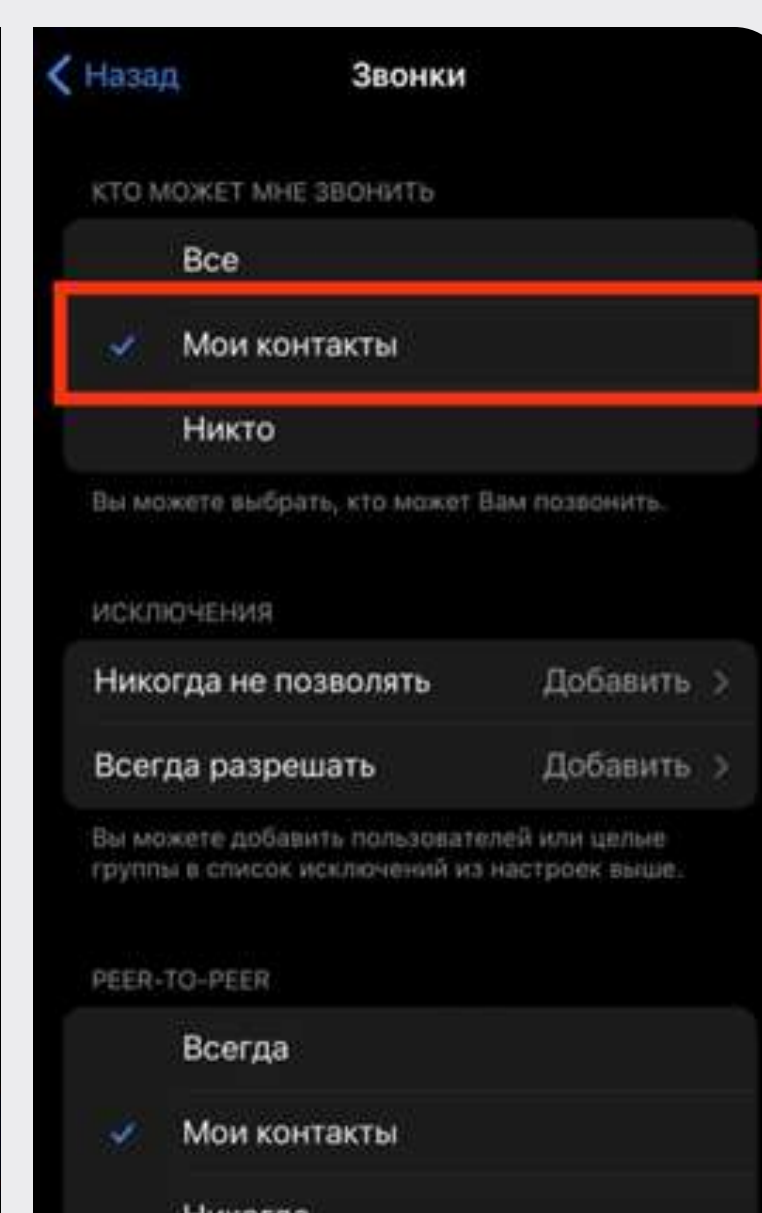 Назад
Звонки
КТО МОЖЕТ МНЕ ЗВОНИТЬ
Все
Мои контакты
Никто
Вы можете выбрать, кто может Вам позвонить.
ИСКЛЮЧЕНИЯ
Никогда не позволять Добавить
Всегда разрешать Добавить
Вы можете добавить пользователей или целые
группы в список исключений из настроек выше.
PEER-TO-PEER
Всегда
Мои контакты